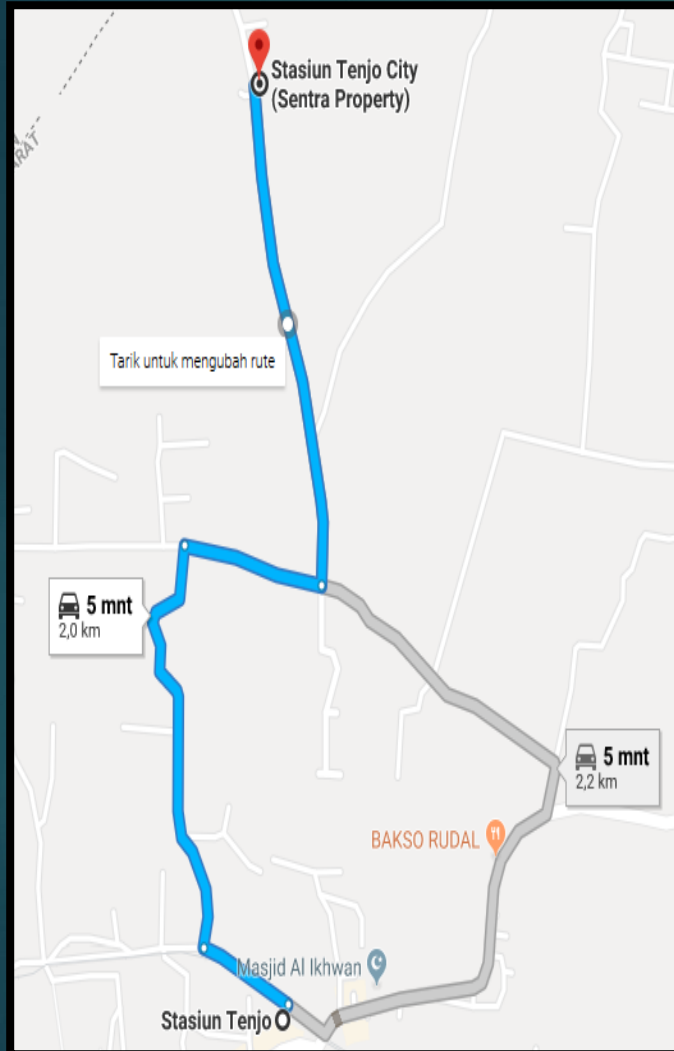 Stasiun Tenjo City
(Sentra Property)
ARAT
Tarik untuk mengubah rute
5 mnt
2,0 km
5 mnt
2,2 km
BAKSO RUDAL
Masjid Al Ikhwan
Stasiun Tenjo